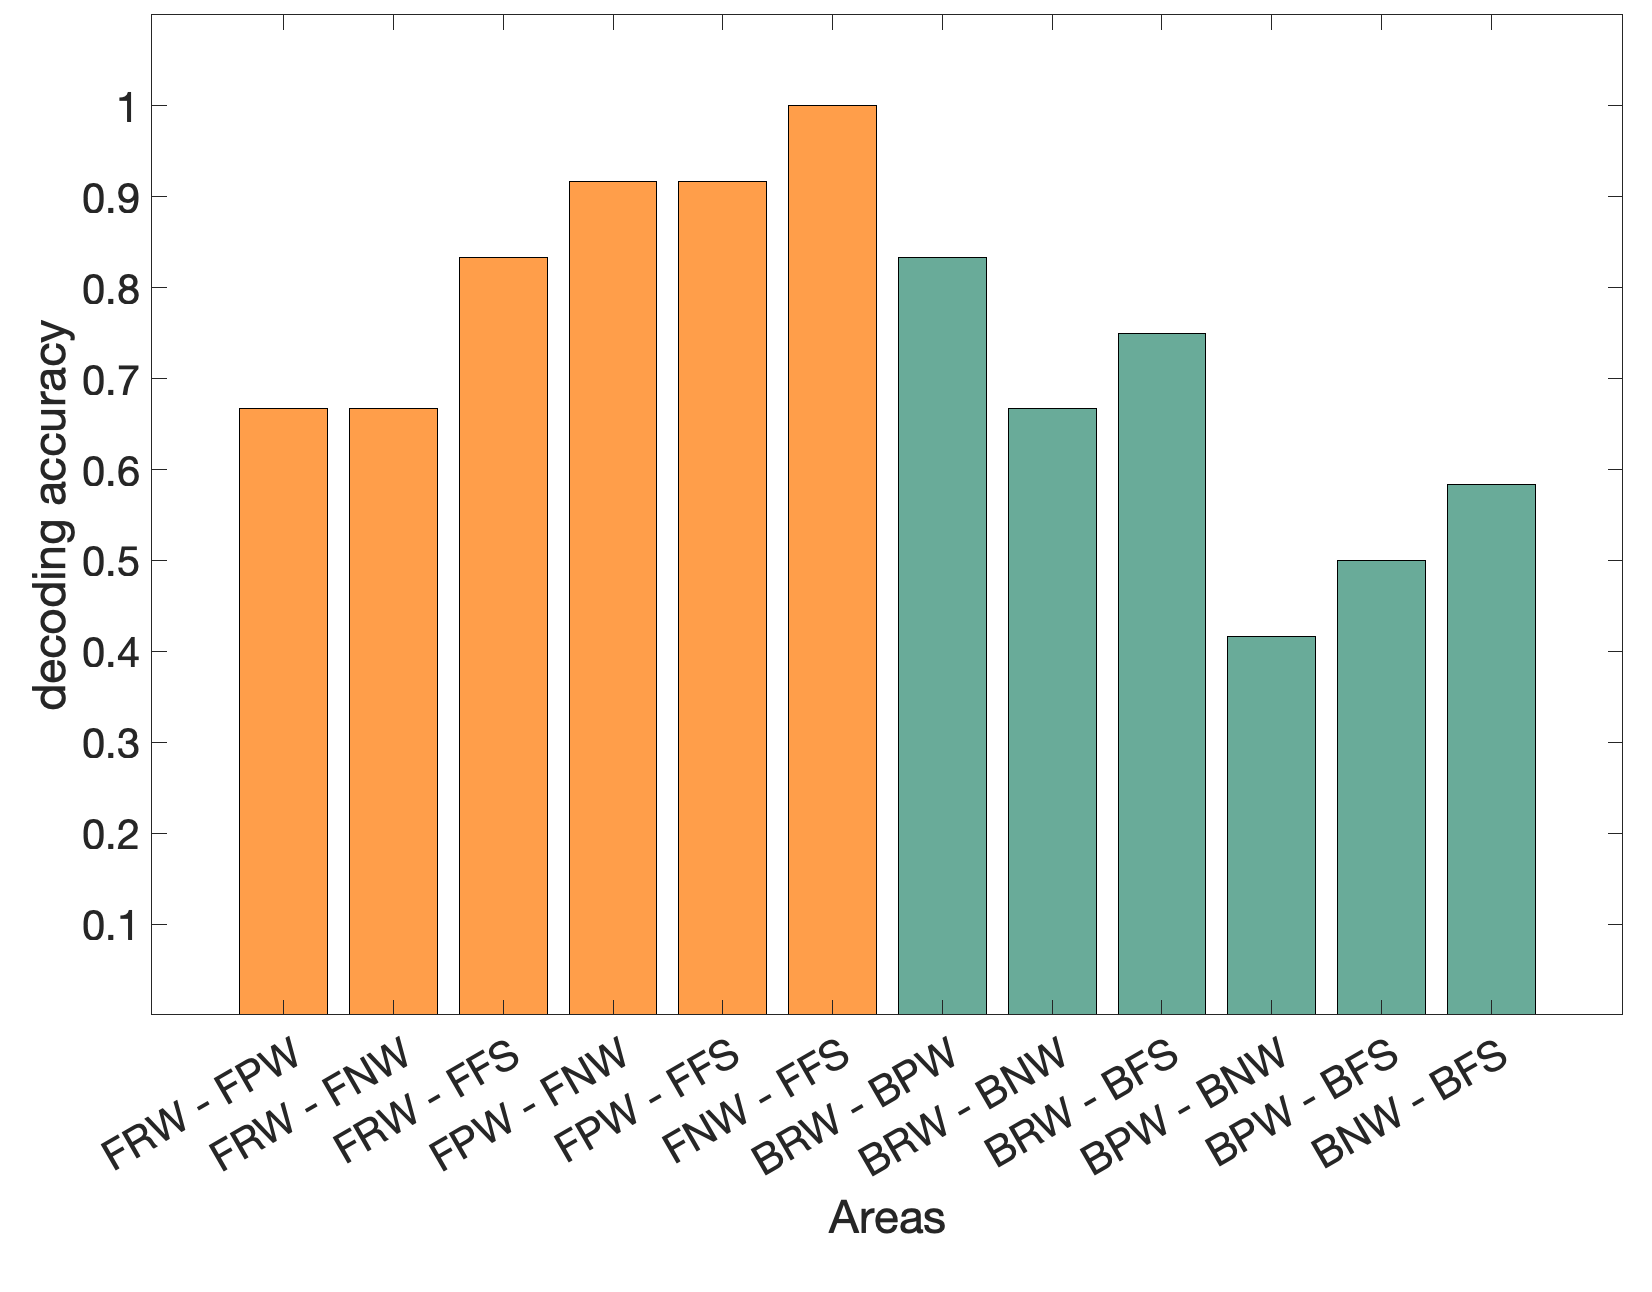 decoding accuracy
1
0.9
0.8
0.7
0.6
0.5
0.4
0.3
0.2
0.1
FRW - FPW
FRW - FNW
FRW - FFS
FPW - FNW
FPW - FFS
FNW - FFS
BRW - BPW
BRW - BNW
BRW - BFS
BPW - BNW
BPW - BFS
BNW - BFS
Areas